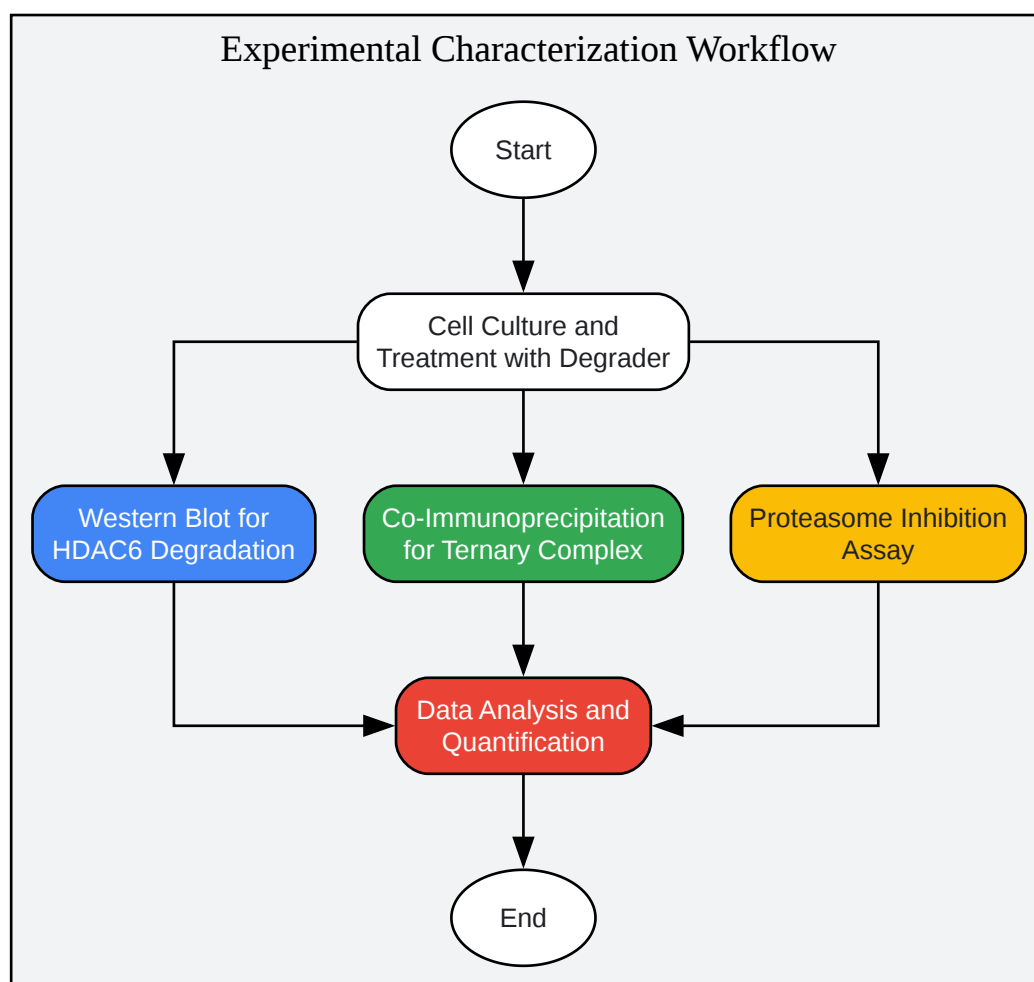 Experimental Characterization Workflow
Start
Cell Culture and
Treatment with Degrader
Western Blot for
HDAC6 Degradation
Co-Immunoprecipitation
for Ternary Complex
Proteasome Inhibition
Assay
Data Analysis and
Quantification
End